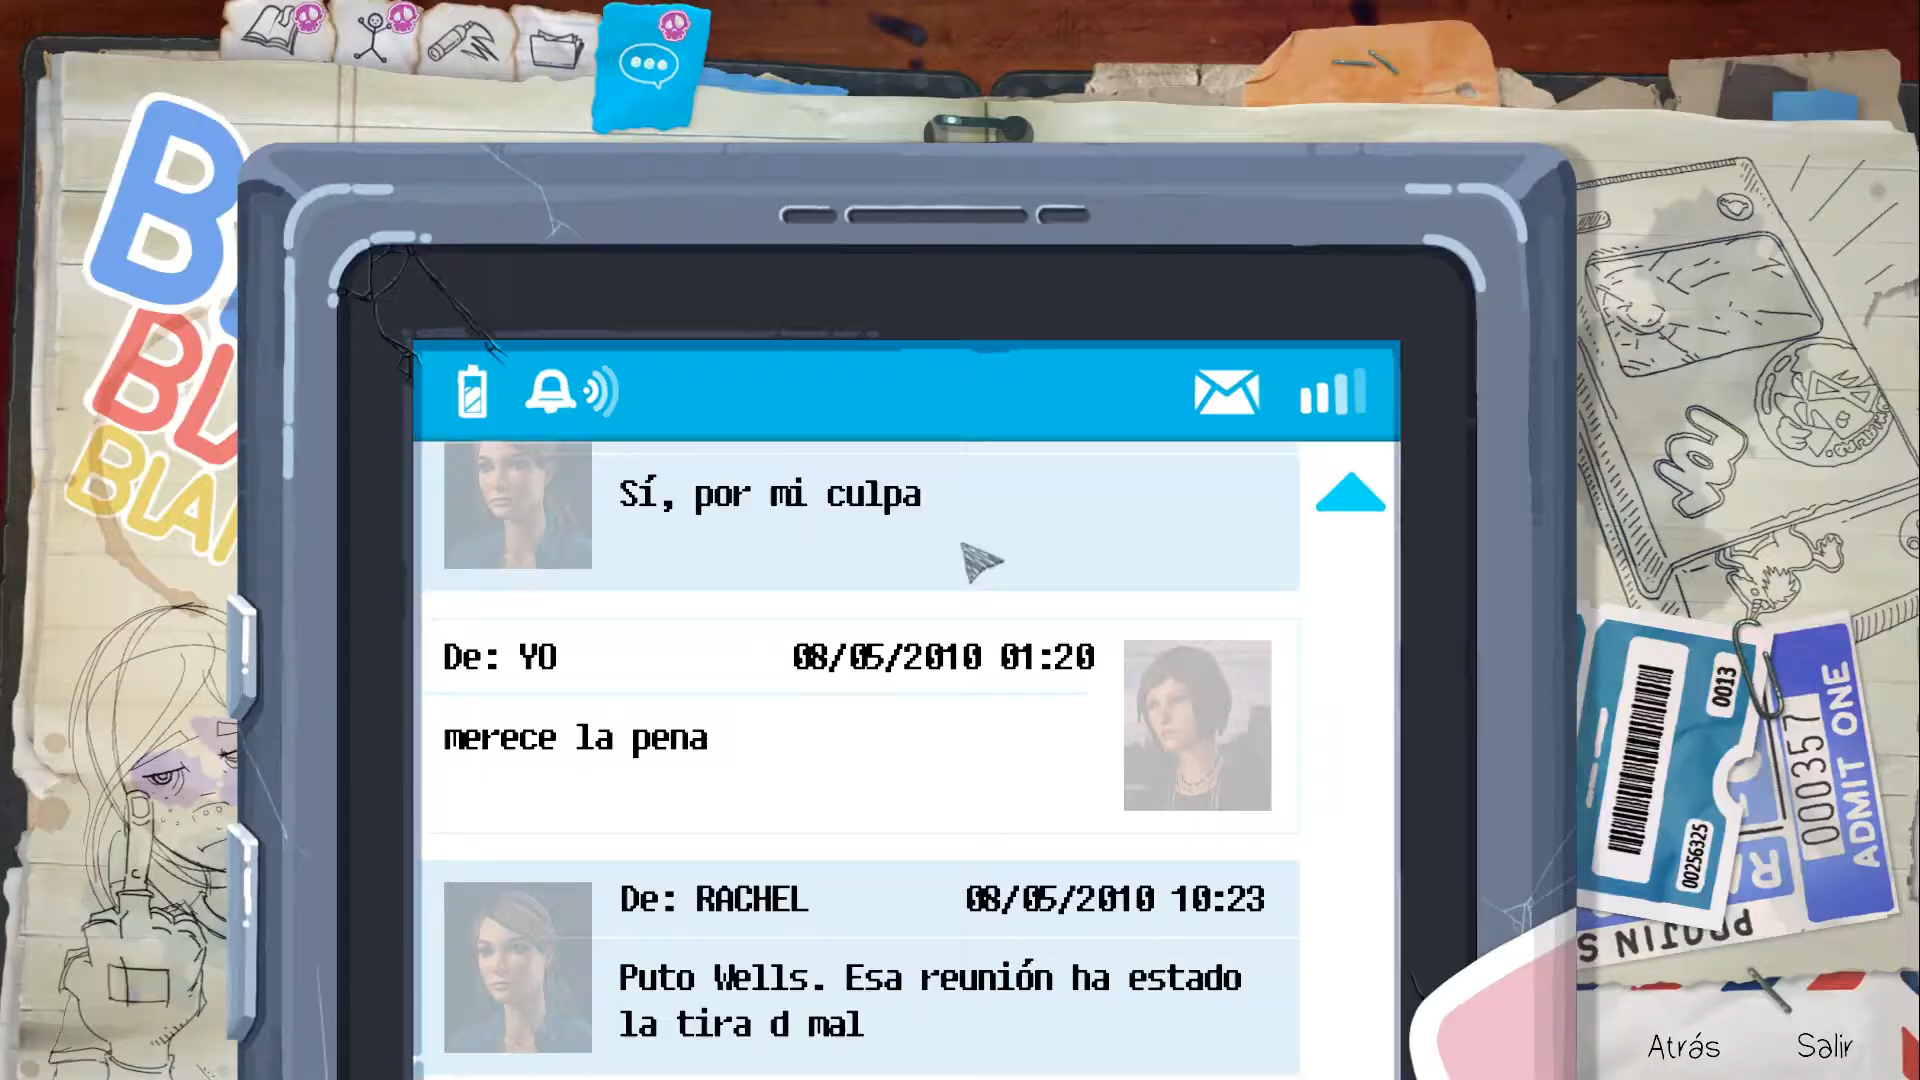 Sí, por mi culpa
De: YO 08/05/2010 01:20
merece la pena
De: RACHEL 08/05/2010 10:23
Puto Wells. Esa reunión ha estado
la tira d mal
0013
00256325
000357
ADMIT ONE
Atrás Salir